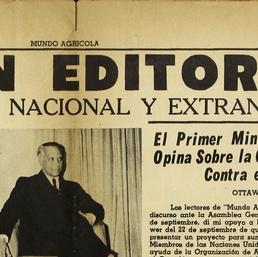 MUNDO AGRICOLA
N EDITOR
NACIONAL Y EXTRAN
El Primer Min
Opina Sobre la
Contra e
OTTAW
Los lectores de "Mundo A
discurso ante la Asamblea Gen
de septiembre, di mi apoyo a
wer del 22 septiembre de qu
presentar un proyecto para su
Miembros de las Naciones Unid
ayuda de la Organización de A